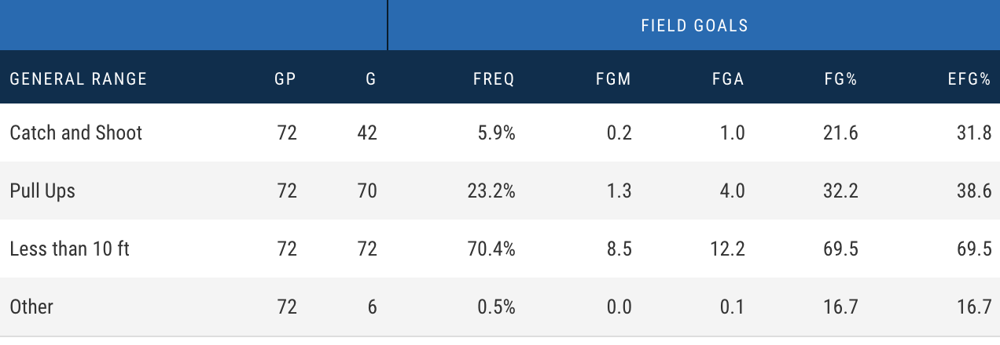 FIELD GOALS
GENERAL RANGE GP G FREQ FGM FGA FG% EFG%
Catch and Shoot 72 42 5.9% 0.2 1.0 21.6 31.8
Pull Ups 72 70 23.2% 1.3 4.0 32.2 38.6
Less than 10 ft 72 72 70.4% 8.5 12.2 69.5 69.5
Other 72 6 0.5% 0.0 0.1 16.7 16.7